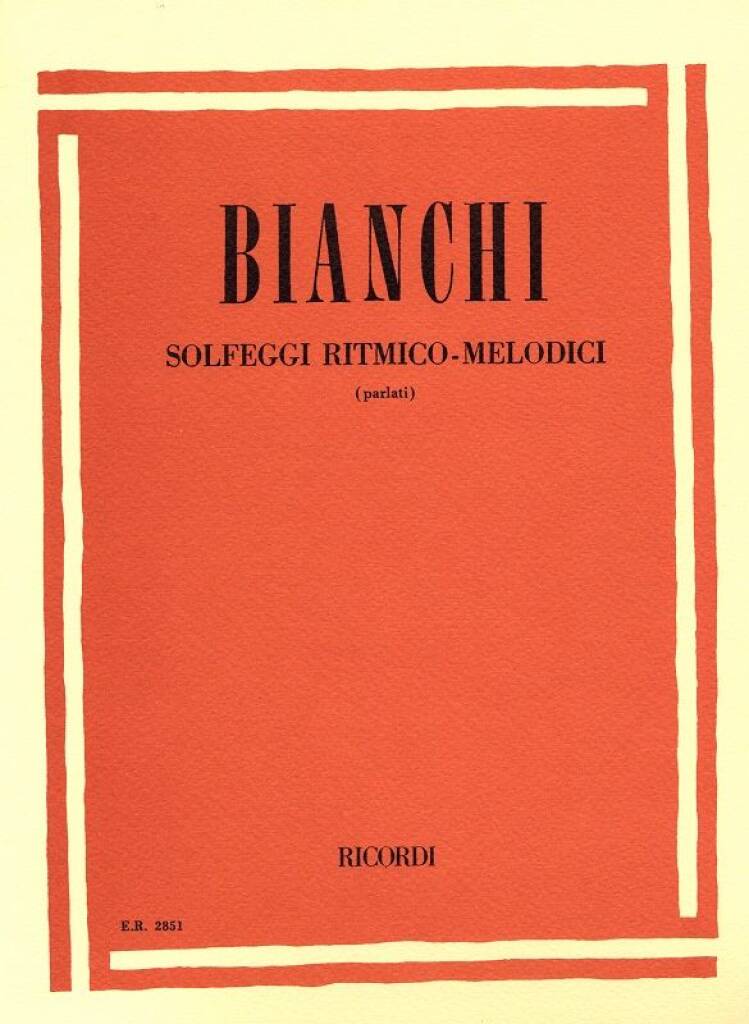 BIANCHI
SOLFEGGI RITMICO-MELODICI
(parlati)
RICORDI
E.R. 2851